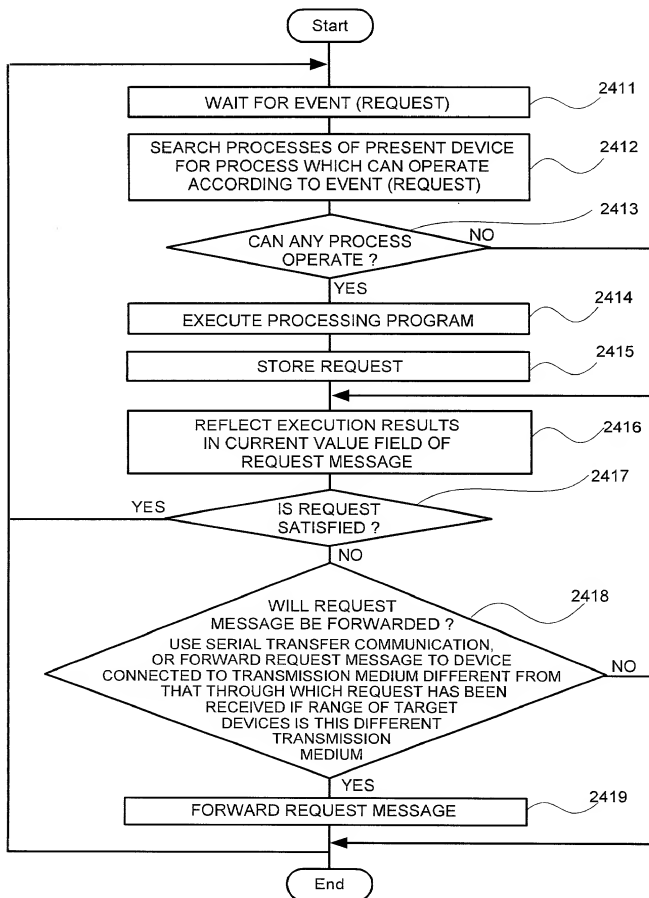 Start
WAIT FOR EVENT (REQUEST)
2411
SEARCH PROCESSES OF PRESENT DEVICE
FOR PROCESS WHICH CAN OPERATE
ACCORDING TO EVENT (REQUEST)
2412
2413
CAN ANY PROCESS
OPERATE ?
NO
YES
EXECUTE PROCESSING PROGRAM
2414
STORE REQUEST
2415
REFLECT EXECUTION RESULTS
IN CURRENT VALUE FIELD OF
REQUEST MESSAGE
2416
2417
YES
IS REQUEST
SATISFIED ?
NO
2418
WILL REQUEST
MESSAGE BE FORWARDED ?
USE SERIAL TRANSFER COMMUNICATION,
OR FORWARD REQUEST MESSAGE TO DEVICE
CONNECTED TO TRANSMISSION MEDIUM DIFFERENT FROM
THAT THROUGH WHICH REQUEST HAS BEEN
RECEIVED IF RANGE OF TARGET
DEVICES IS THIS DIFFERENT
TRANSMISSION
MEDIUM
NO
YES
FORWARD REQUEST MESSAGE
2419
End